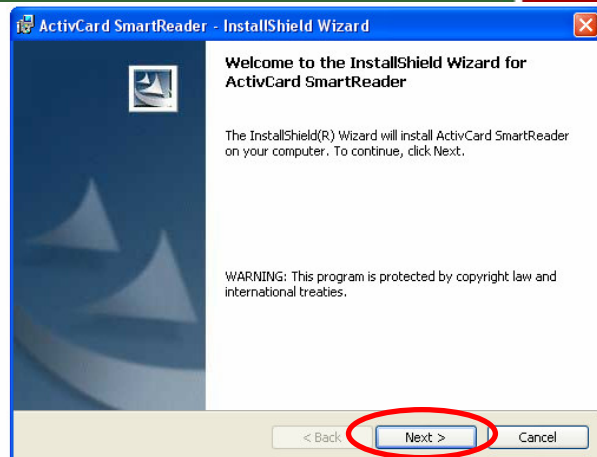 ActivCard SmartReader - InstallShield Wizard
Welcome to the InstallShield Wizard for
ActivCard SmartReader
The InstallShield(R) Wizard will install ActivCard SmartReader
on your computer. To continue, click Next.
WARNING: This program is protected by copyright law and
international treaties.
< Back Next > Cancel